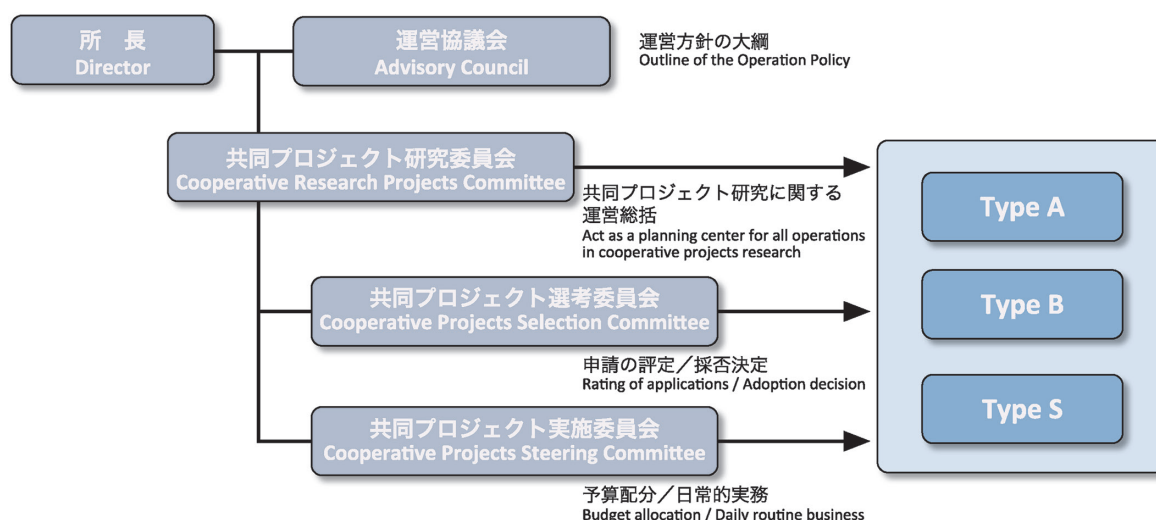 所　長
Director
運営協議会
Advisory Council
運営方針の大綱
Outline of the Operation Policy
共同プロジェクト研究委員会
Cooperative Research Projects Committee
共同プロジェクト研究に関する
運営総括
Act as a planning center for all operations
in cooperative projects research
共同プロジェクト選考委員会
Cooperative Projects Selection Committee
申請の評定／採否決定
Rating of applications / Adoption decision
共同プロジェクト実施委員会
Cooperative Projects Steering Committee
予算配分／日常的実務
Budget allocation / Daily routine business
Type A
Type B
Type S